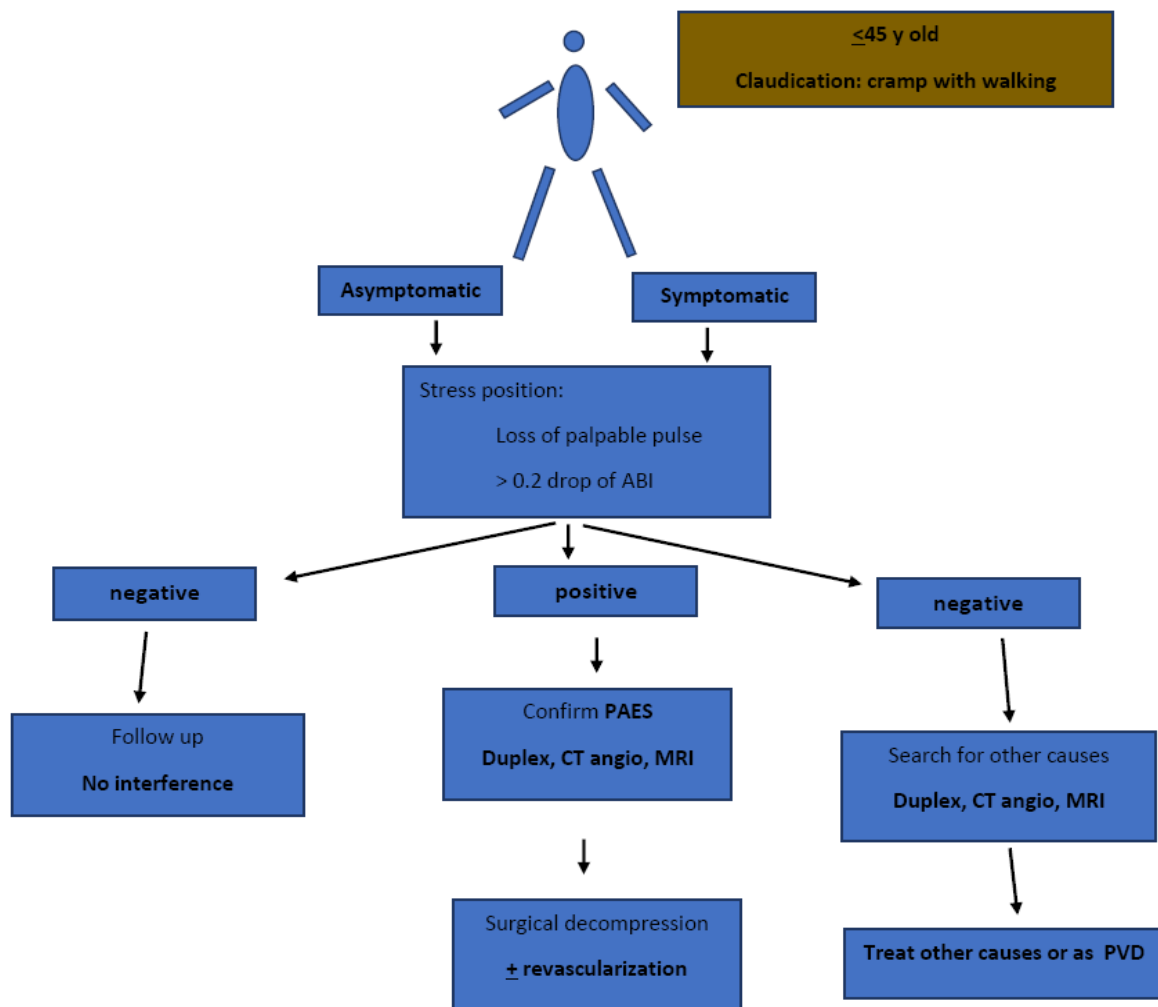 ≤45 y old
Claudication: cramp with walking
Asymptomatic
Symptomatic
Stress position:
Loss of palpable pulse
> 0.2 drop of ABI
negative
positive
negative
Follow up
No interference
Confirm PAES
Duplex, CT angio, MRI
Search for other causes
Duplex, CT angio, MRI
Surgical decompression
± revascularization
Treat other causes or as PVD